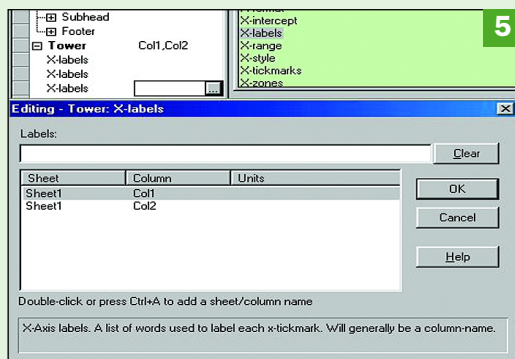 Subhead
Footer
Tower Col1,Col2
X-labels
X-labels
X-labels ...
X-intercept
X-labels
X-range
X-style
X-tickmarks
X-zones
5
Editing - Tower: X-labels
Labels:
Clear
Sheet Column Units
Sheet1 Col1
Sheet1 Col2
OK
Cancel
Help
Double-click or press Ctrl+A to add a sheet/column name
X-Axis labels. A list of words used to label each x-tickmark. Will generally be a column-name.